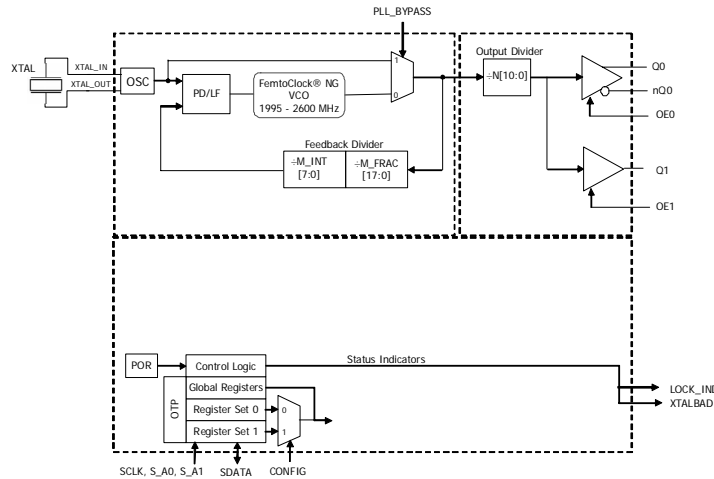 PLL_BYPASS
XTAL
XTAL_IN
XTAL_OUT
OSC
PD/LF
FemtoClock® NG
VCO
1995 - 2600 MHz
1
0
Output Divider
÷N[10:0]
Q0
nQ0
OE0
Feedback Divider
÷M_INT
[7:0]
÷M_FRAC
[17:0]
Q1
OE1
POR
Control Logic
Status Indicators
OTP
Global Registers
Register Set 0
0
Register Set 1
1
LOCK_INI
XTALBAD
SCLK, S_A0, S_A1
SDATA
CONFIG